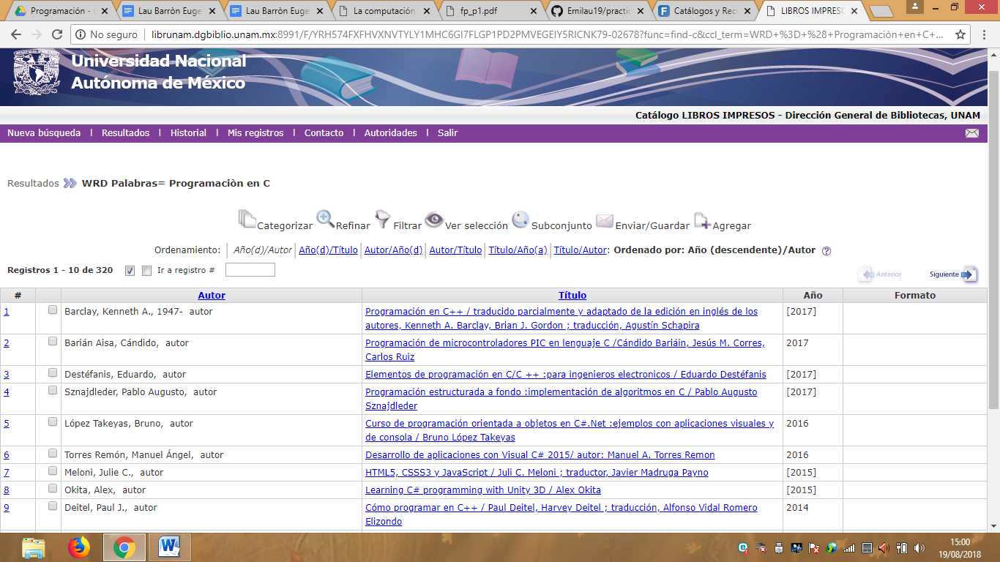 Programación - 
Lau Barròn Euge
Lau Barròn Euge
La computación
fp_p1.pdf
Emilau19/practic
Catálogos y Rec
LIBROS IMPRESO
No seguro
librunam.dgbiblio.unam.mx:8991/F/YRH574FXFHVXNVTYLY1MHC6GI7FLGP1PD2PMVEGEIY5RICNK79-02678?func=find-c&ccl_term=WRD+%3D+%28+Programaciòn+en+C+...
Universidad Nacional
Autónoma de México
Catálogo LIBROS IMPRESOS - Dirección General de Bibliotecas, UNAM
Nueva búsqueda | Resultados | Historial | Mis registros | Contacto | Autoridades | Salir
Resultados WRD Palabras= Programaciòn en C
Categorizar Refinar Filtrar Ver selección Subconjunto Enviar/Guardar Agregar
Ordenamiento: Año(d)/Autor Año(d)/Título Autor/Año(d) Autor/Título Título/Año(a) Título/Autor: Ordenado por: Año (descendente)/Autor ?
Registros 1 - 10 de 320 Ir a registro # Anterior Siguiente
# Autor Título Año Formato
1 Barclay, Kenneth A., 1947- autor Programación en C++ / traducido parcialmente y adaptado de la edición en inglés de los [2017]
autores, Kenneth A. Barclay, Brian J. Gordon ; traducción, Agustín Schapira
2 Barián Aisa, Cándido, autor Programación de microcontroladores PIC en lenguaje C /Cándido Bariáin, Jesús M. Corres, 2017
Carlos Ruiz
3 Destéfanis, Eduardo, autor Elementos de programación en C/C ++ :para ingenieros electronicos / Eduardo Destéfanis [2017]
4 Sznajdleder, Pablo Augusto, autor Programación estructurada a fondo :implementación de algoritmos en C / Pablo Augusto [2017]
Sznajdleder
5 López Takeyas, Bruno, autor Curso de programación orientada a objetos en C#.Net :ejemplos con aplicaciones visuales y 2016
de consola / Bruno López Takeyas
6 Torres Remón, Manuel Ángel, autor Desarrollo de aplicaciones con Visual C# 2015/ autor: Manuel A. Torres Remon 2016
7 Meloni, Julie C., autor HTML5, CSSS3 y JavaScript / Juli C. Meloni ; traductor, Javier Madruga Payno [2015]
8 Okita, Alex, autor Learning C# programming with Unity 3D / Alex Okita [2015]
9 Deitel, Paul J., autor Cómo programar en C++ / Paul Deitel, Harvey Deitel ; traducción, Alfonso Vidal Romero 2014
Elizondo
15:00
19/08/2018